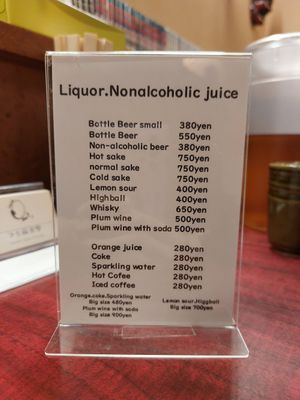 Liquor.Nonalcoholic juice
Bottle Beer small 380yen
Bottle Beer 550yen
Non-alcoholic beer 380yen
Hot sake 750yen
normal sake 750yen
Cold sake 750yen
Lemon sour 400yen
Highball 400yen
Whisky 650yen
Plum wine 500yen
Plum wine with soda 500yen
Orange juice 280yen
Coke 280yen
Sparkling water 280yen
Hot Cofee 280yen
Iced coffee 280yen
Orange.coke.Sparkling water
Big size 480yen
Plum wine with soda
Big size 900yen
Lemon sour.Higgball
Big size 700yen